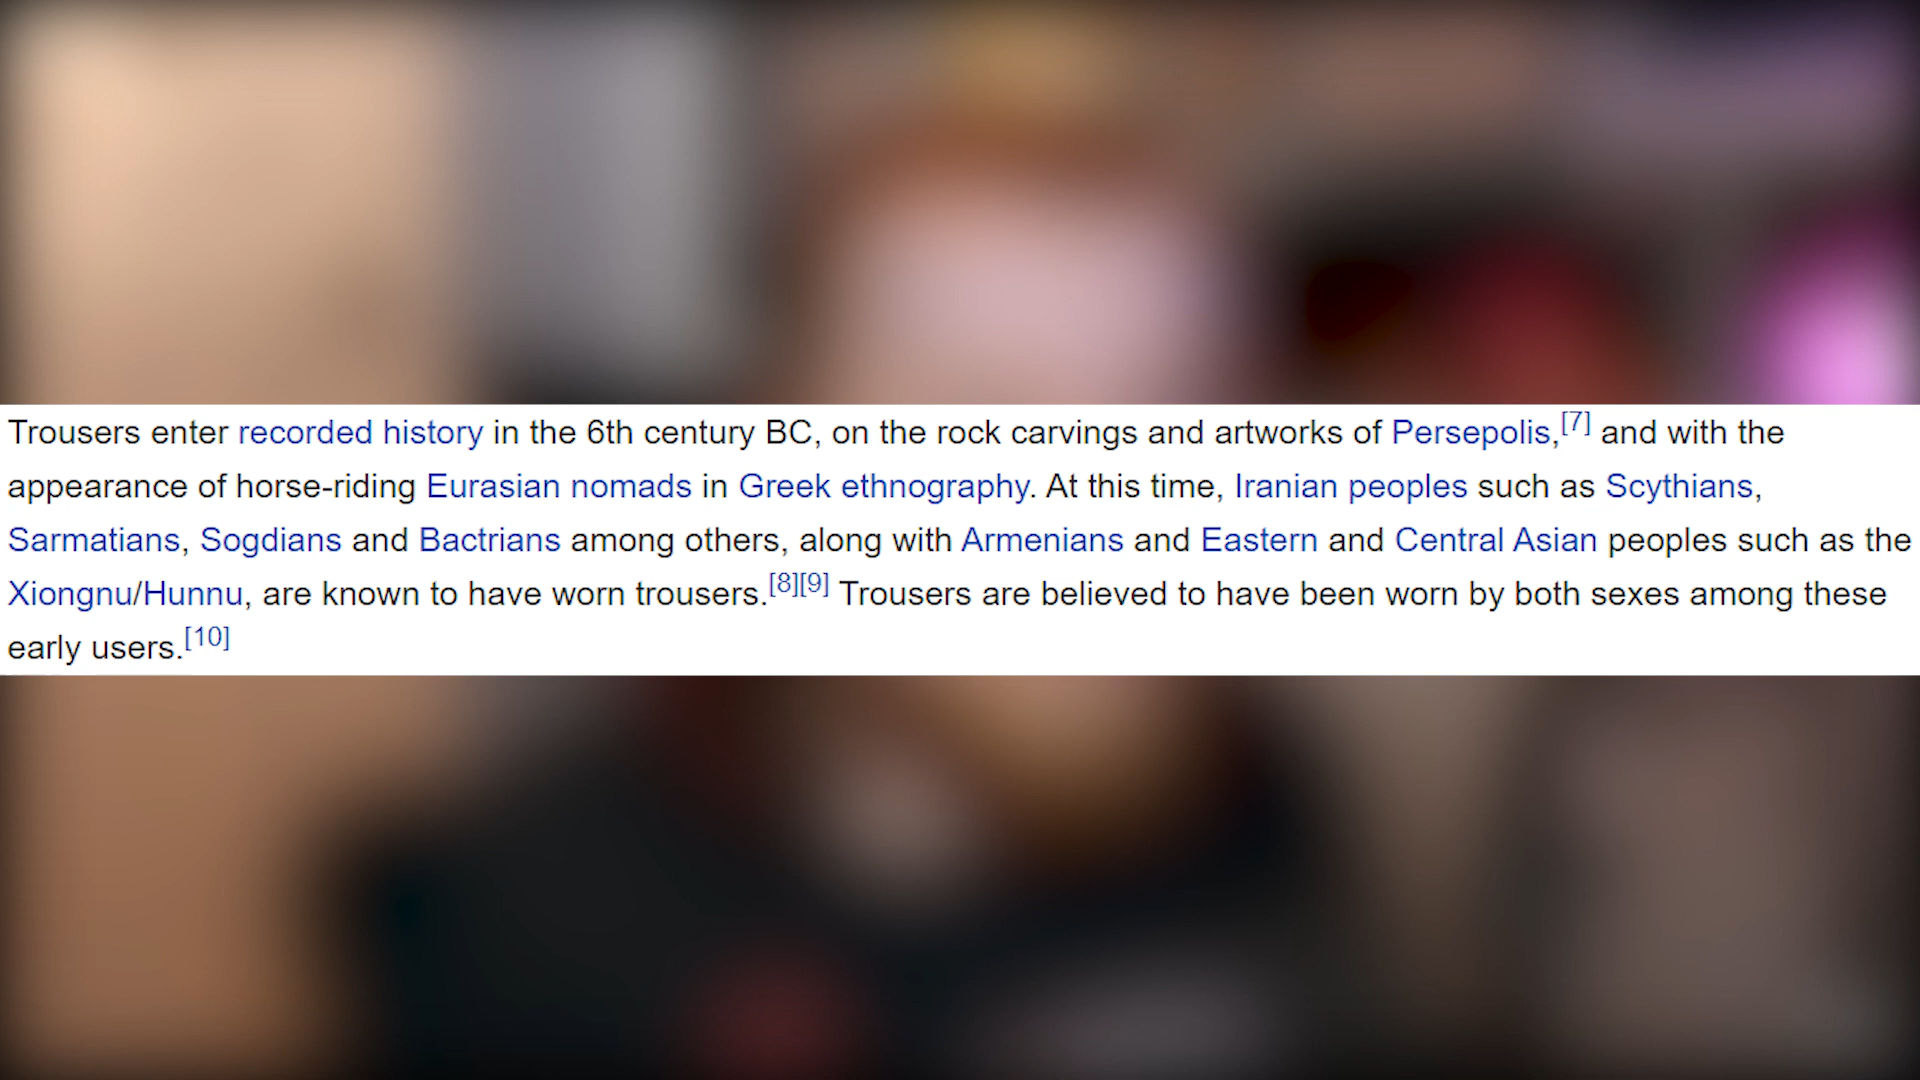 Trousers enter recorded history in the 6th century BC, on the rock carvings and artworks of Persepolis,[7] and with the
appearance of horse-riding Eurasian nomads in Greek ethnography. At this time, Iranian peoples such as Scythians,
Sarmatians, Sogdians and Bactrians among others, along with Armenians and Eastern and Central Asian peoples such as the
Xiongnu/Hunnu, are known to have worn trousers.[8][9] Trousers are believed to have been worn by both sexes among these
early users.[10]